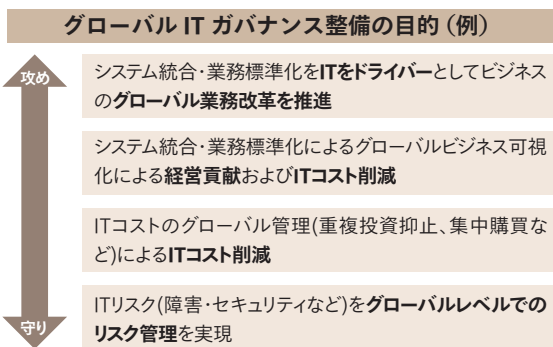 グローバル IT ガバナンス整備の目的（例）
攻め
システム統合・業務標準化をITをドライバーとしてビジネス
のグローバル業務改革を推進
システム統合・業務標準化によるグローバルビジネス可視
化による経営貢献およびITコスト削減
ITコストのグローバル管理(重複投資抑止、集中購買な
ど)によるITコスト削減
ITリスク(障害・セキュリティなど)をグローバルレベルでの
リスク管理を実現
守り